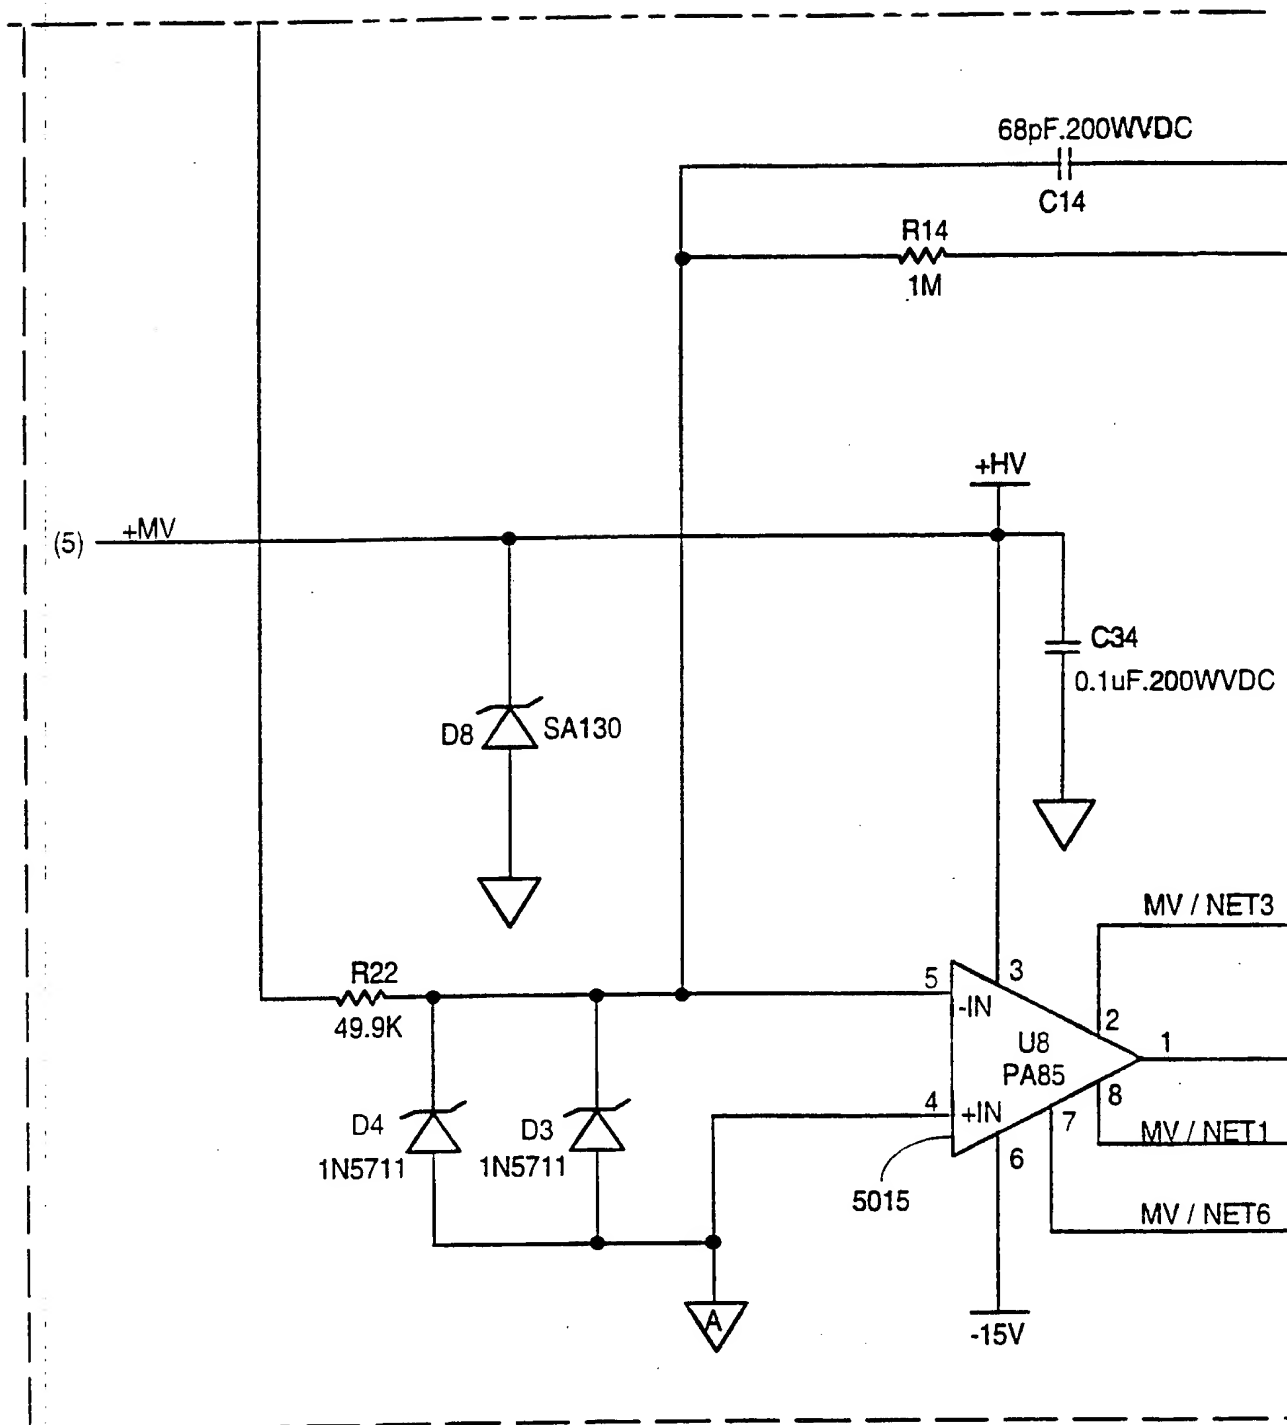 68pF.200WVDC
C14
R14
1M
+HV
(5)
+MV
C34
0.1uF.200WVDC
D8
SA130
MV / NET3
R22
49.9K
5
3
-IN
2
U8
PA85
1
4
+IN
8
7
6
D4
1N5711
D3
1N5711
MV / NET1
5015
MV / NET6
A
-15V